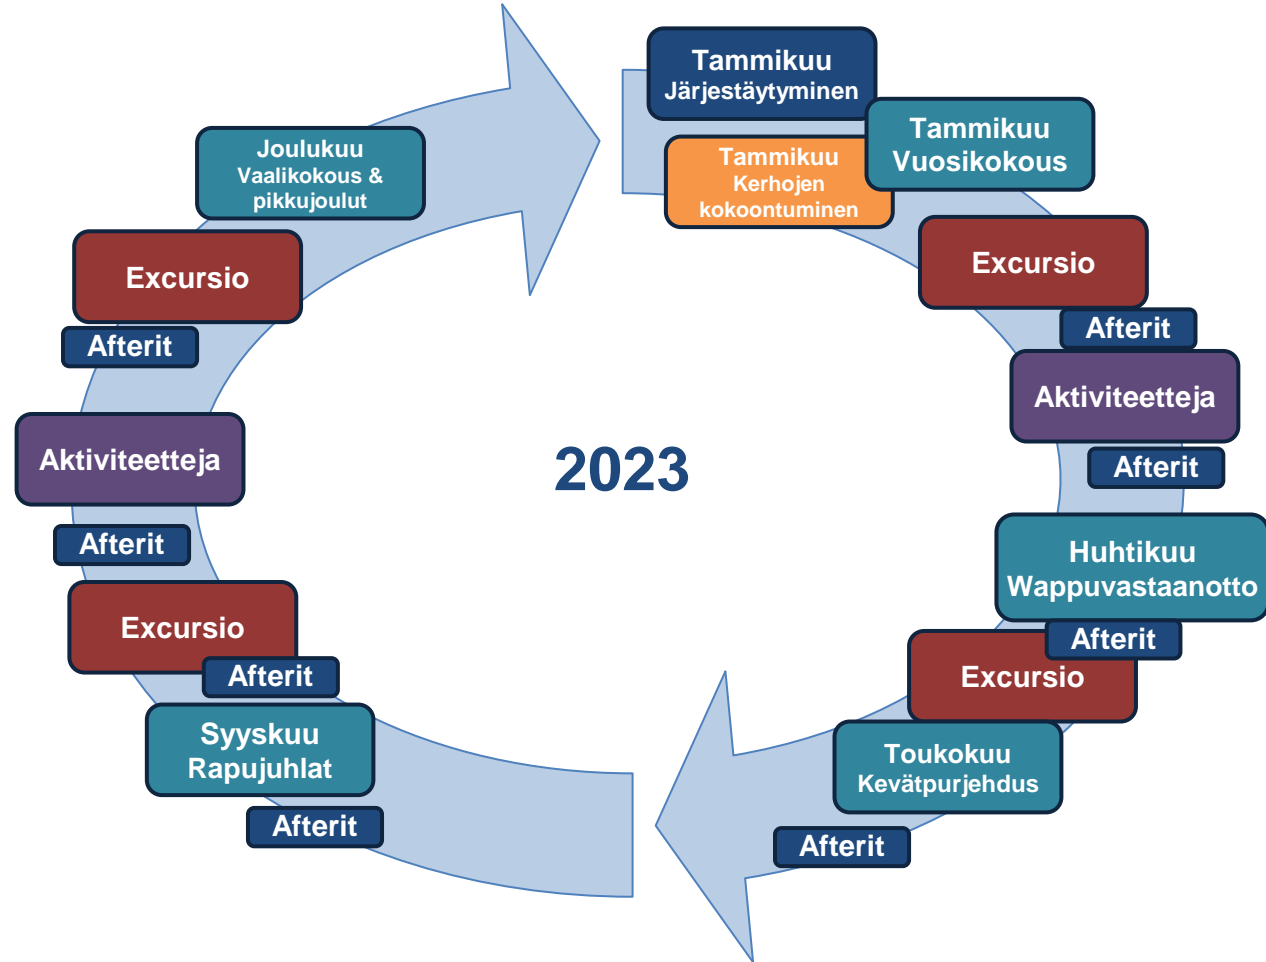 Tammikuu
Järjestäytyminen
Tammikuu
Vuosikokous
Tammikuu
Kerhojen
kokoontuminen
Excursio
Afterit
Aktiviteetteja
Afterit
Huhtikuu
Wappuvastaanotto
Afterit
Excursio
Toukokuu
Kevätpurjehdus
Afterit
Afterit
Syyskuu
Rapujuhlat
Afterit
Excursio
Afterit
Aktiviteetteja
Afterit
Excursio
Joulukuu
Vaalikokous &
pikkujoulut
2023